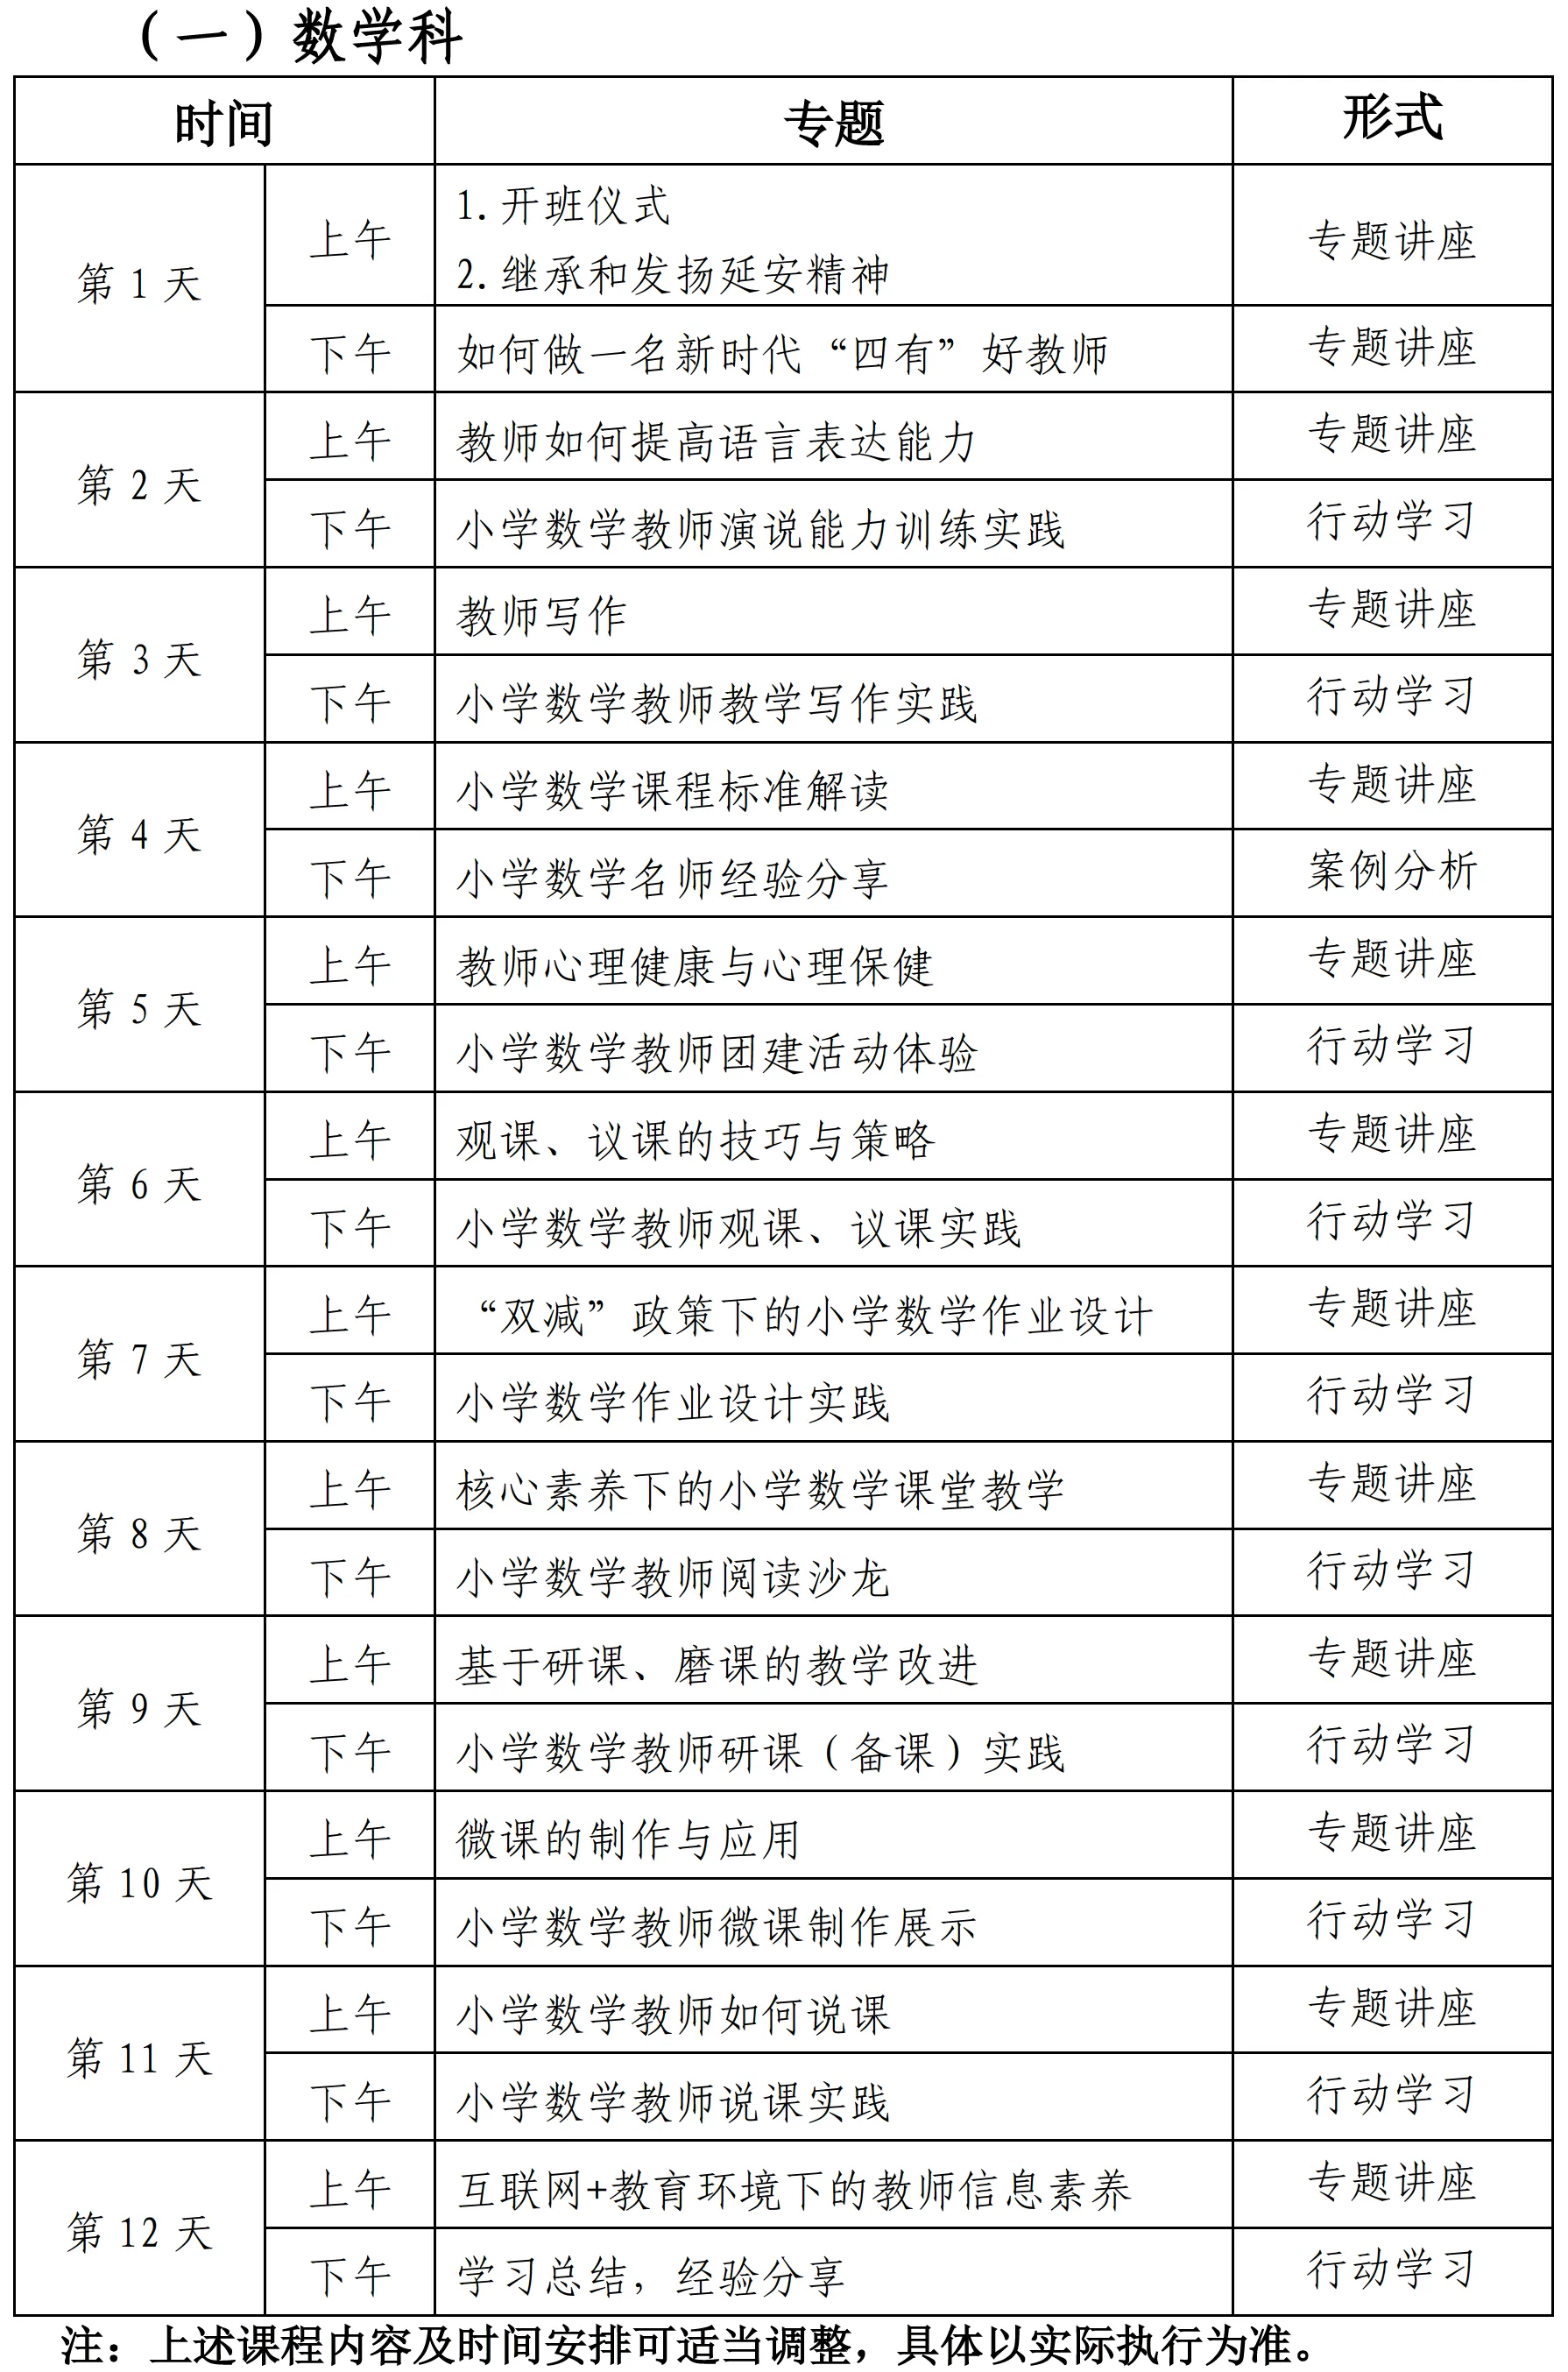 （一）数学科
时间 专题 形式
第 1 天 上午 1.开班仪式 专题讲座
2.继承和发扬延安精神
下午 如何做一名新时代“四有”好教师 专题讲座
第 2 天 上午 教师如何提高语言表达能力 专题讲座
下午 小学数学教师演说能力训练实践 行动学习
第 3 天 上午 教师写作 专题讲座
下午 小学数学教师教学写作实践 行动学习
第 4 天 上午 小学数学课程标准解读 专题讲座
下午 小学数学名师经验分享 案例分析
第 5 天 上午 教师心理健康与心理保健 专题讲座
下午 小学数学教师团建活动体验 行动学习
第 6 天 上午 观课、议课的技巧与策略 专题讲座
下午 小学数学教师观课、议课实践 行动学习
第 7 天 上午 “双减”政策下的小学数学作业设计 专题讲座
下午 小学数学作业设计实践 行动学习
第 8 天 上午 核心素养下的小学数学课堂教学 专题讲座
下午 小学数学教师阅读沙龙 行动学习
第 9 天 上午 基于研课、磨课的教学改进 专题讲座
下午 小学数学教师研课（备课）实践 行动学习
第 10 天 上午 微课的制作与应用 专题讲座
下午 小学数学教师微课制作展示 行动学习
第 11 天 上午 小学数学教师如何说课 专题讲座
下午 小学数学教师说课实践 行动学习
第 12 天 上午 互联网+教育环境下的教师信息素养 专题讲座
下午 学习总结，经验分享 行动学习
注：上述课程内容及时间安排可适当调整，具体以实际执行为准。